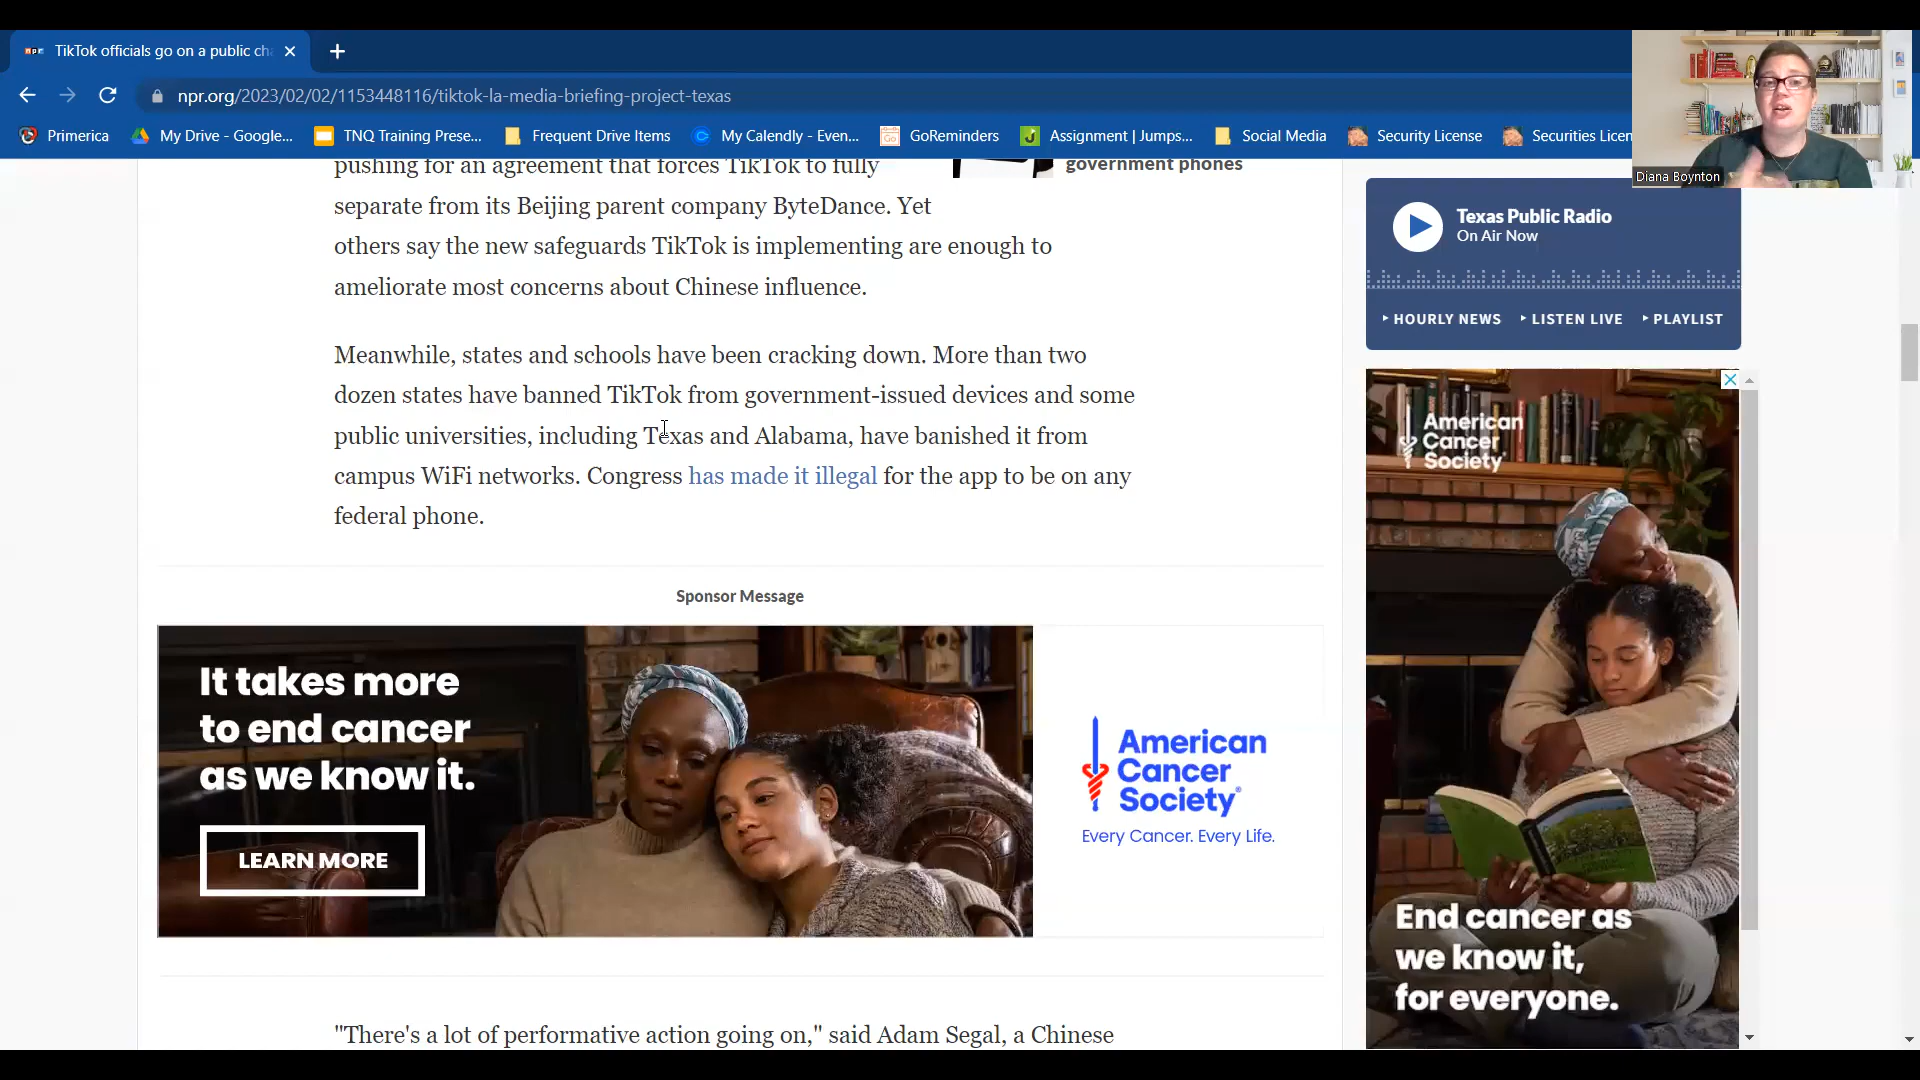 npr TikTok officials go on a public cha
npr.org/2023/02/02/1153448116/tiktok-la-media-briefing-project-texas
Primerica My Drive - Google... TNQ Training Prese... Frequent Drive Items My Calendly - Even... GoReminders Assignment | Jumps... Social Media Security License Securities Licen
Diana Boynton
pushing for an agreement that forces TikTok to fully
separate from its Beijing parent company ByteDance. Yet
others say the new safeguards TikTok is implementing are enough to
ameliorate most concerns about Chinese influence.
government phones
Meanwhile, states and schools have been cracking down. More than two
dozen states have banned TikTok from government-issued devices and some
public universities, including Texas and Alabama, have banished it from
campus WiFi networks. Congress has made it illegal for the app to be on any
federal phone.
Sponsor Message
It takes more
to end cancer
as we know it.
LEARN MORE
American
Cancer
Society®
Every Cancer. Every Life.
"There's a lot of performative action going on," said Adam Segal, a Chinese
Texas Public Radio
On Air Now
HOURLY NEWS LISTEN LIVE PLAYLIST
American
Cancer
Society
End cancer as
we know it,
for everyone.